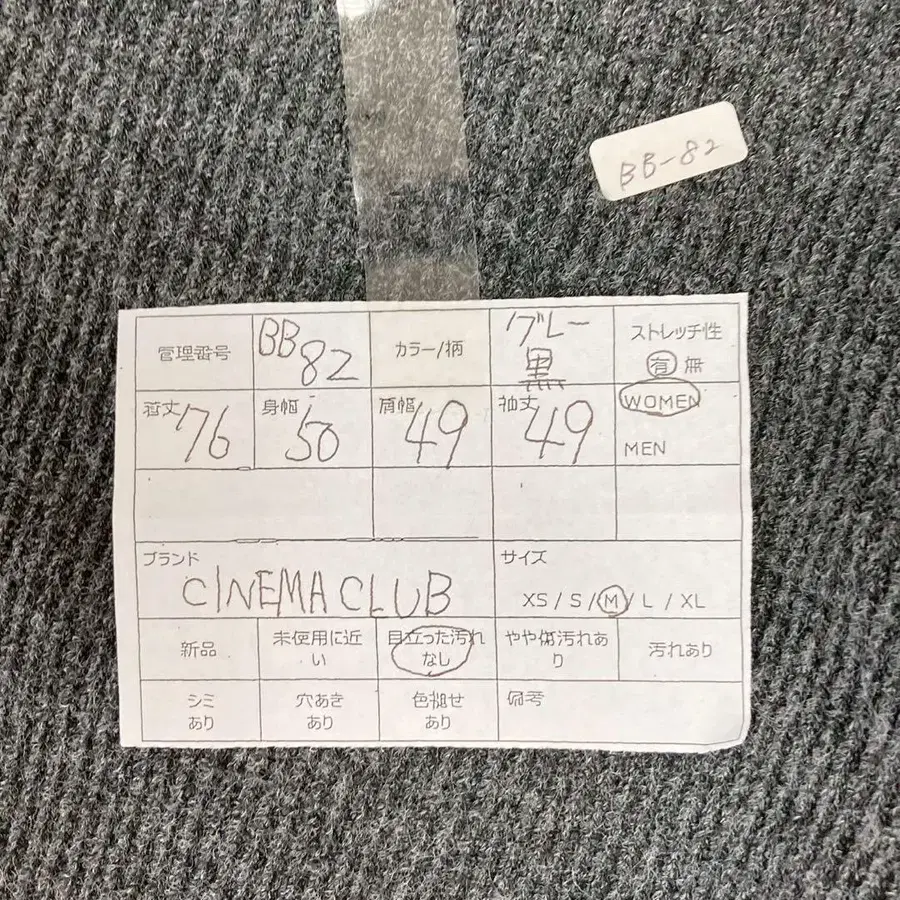 BB-82
管理番号
BB
82
カラー/柄
グレー
黒
ストレッチ性
有 無
着丈
76
身幅
50
肩幅
49
袖丈
49
WOMEN
MEN
ブランド
CINEMA CLUB
サイズ
XS / S / M / L / XL
新品
未使用に近
い
目立った汚れ
なし
やや傷汚れあ
り
汚れあり
シミ
あり
穴あき
あり
色褪せ
あり
備考